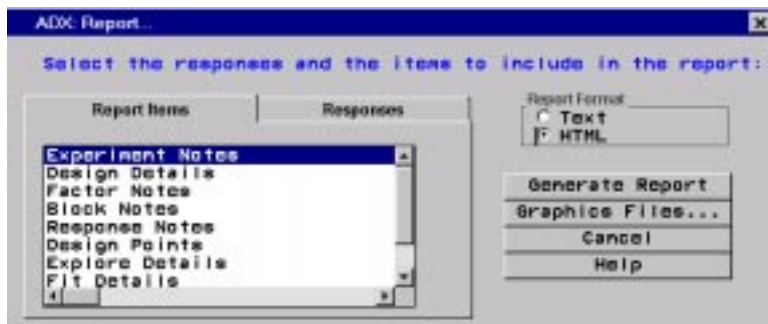 ADX: Report...
Select the responses and the items to include in the report:
Report Items
Responses
Experiment Notes
Design Details
Factor Notes
Block Notes
Response Notes
Design Points
Explore Details
Fit Details
Report Format
Text
HTML
Generate Report
Graphics Files...
Cancel
Help